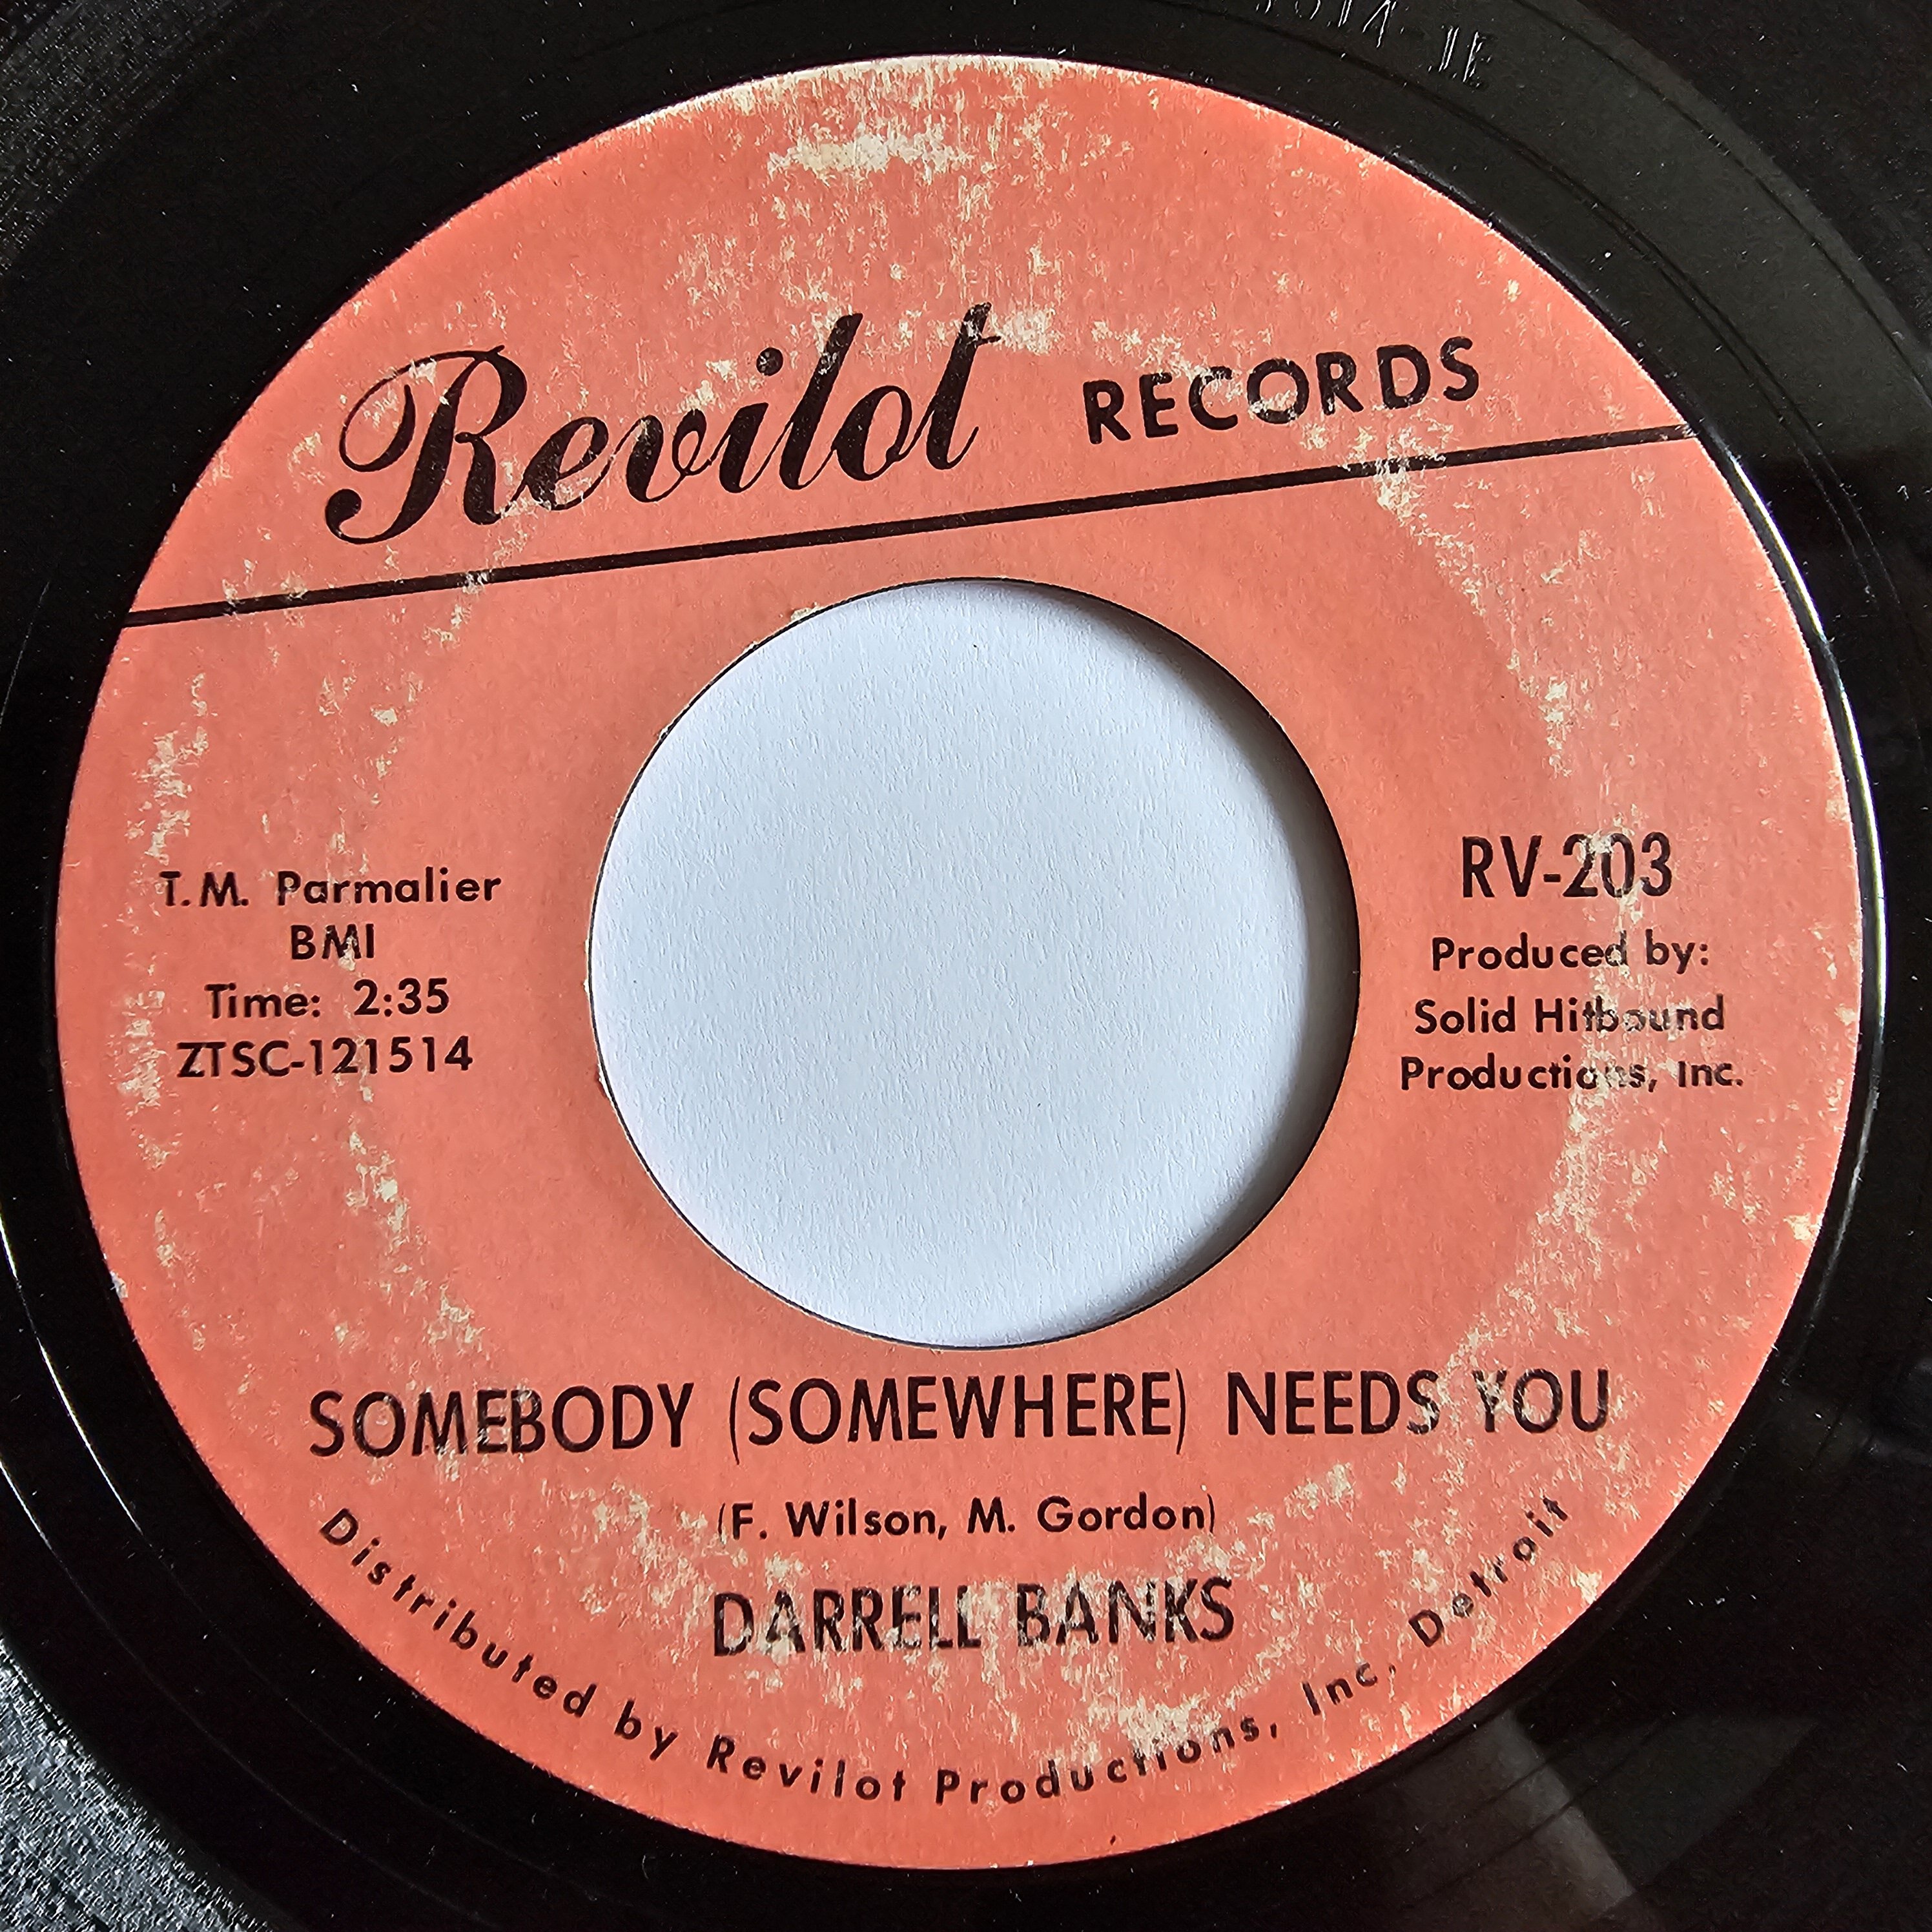 Revilot RECORDS
T.M. Parmalier
BMI
Time: 2:35
ZTSC-121514
RV-203
Produced by:
Solid Hitbound
Productions, Inc.
SOMEBODY (SOMEWHERE) NEEDS YOU
(F. Wilson, M. Gordon)
DARRELL BANKS
Distributed by Revilot Productions, Inc. Detroit